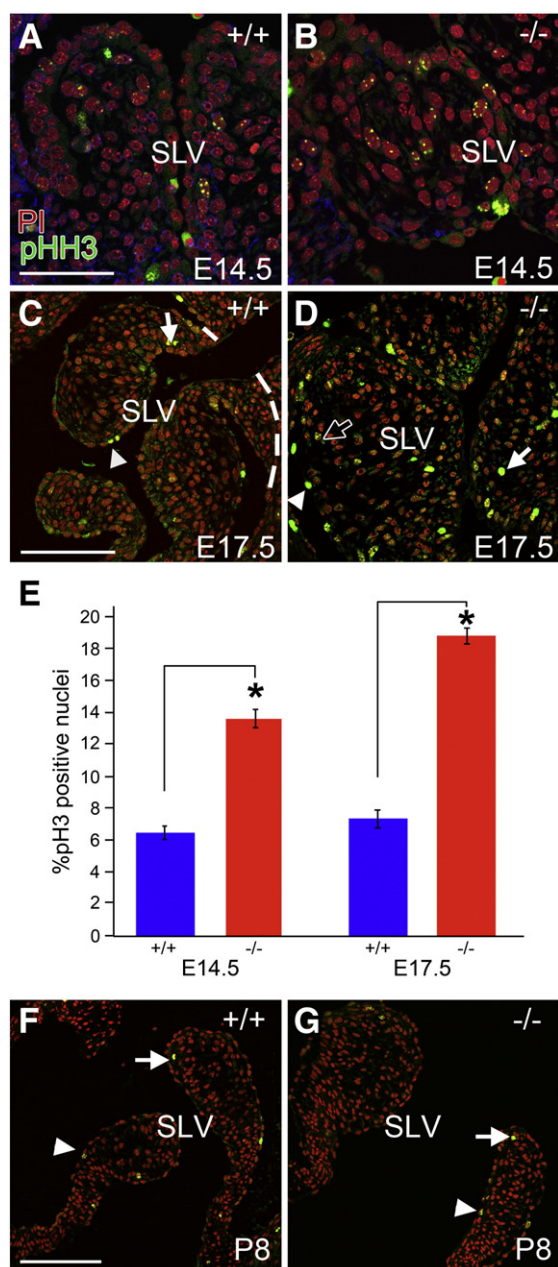 A +/+
SLV
PI
pHH3
E14.5
B -/-
SLV
E14.5
C +/+
SLV
E17.5
D -/-
SLV
E17.5
E
%pH3 positive nuclei
20
18
16
14
12
10
8
6
4
2
0
* *
+/+ -/- +/+ -/-
E14.5 E17.5
F +/+
SLV
P8
G -/-
SLV
P8